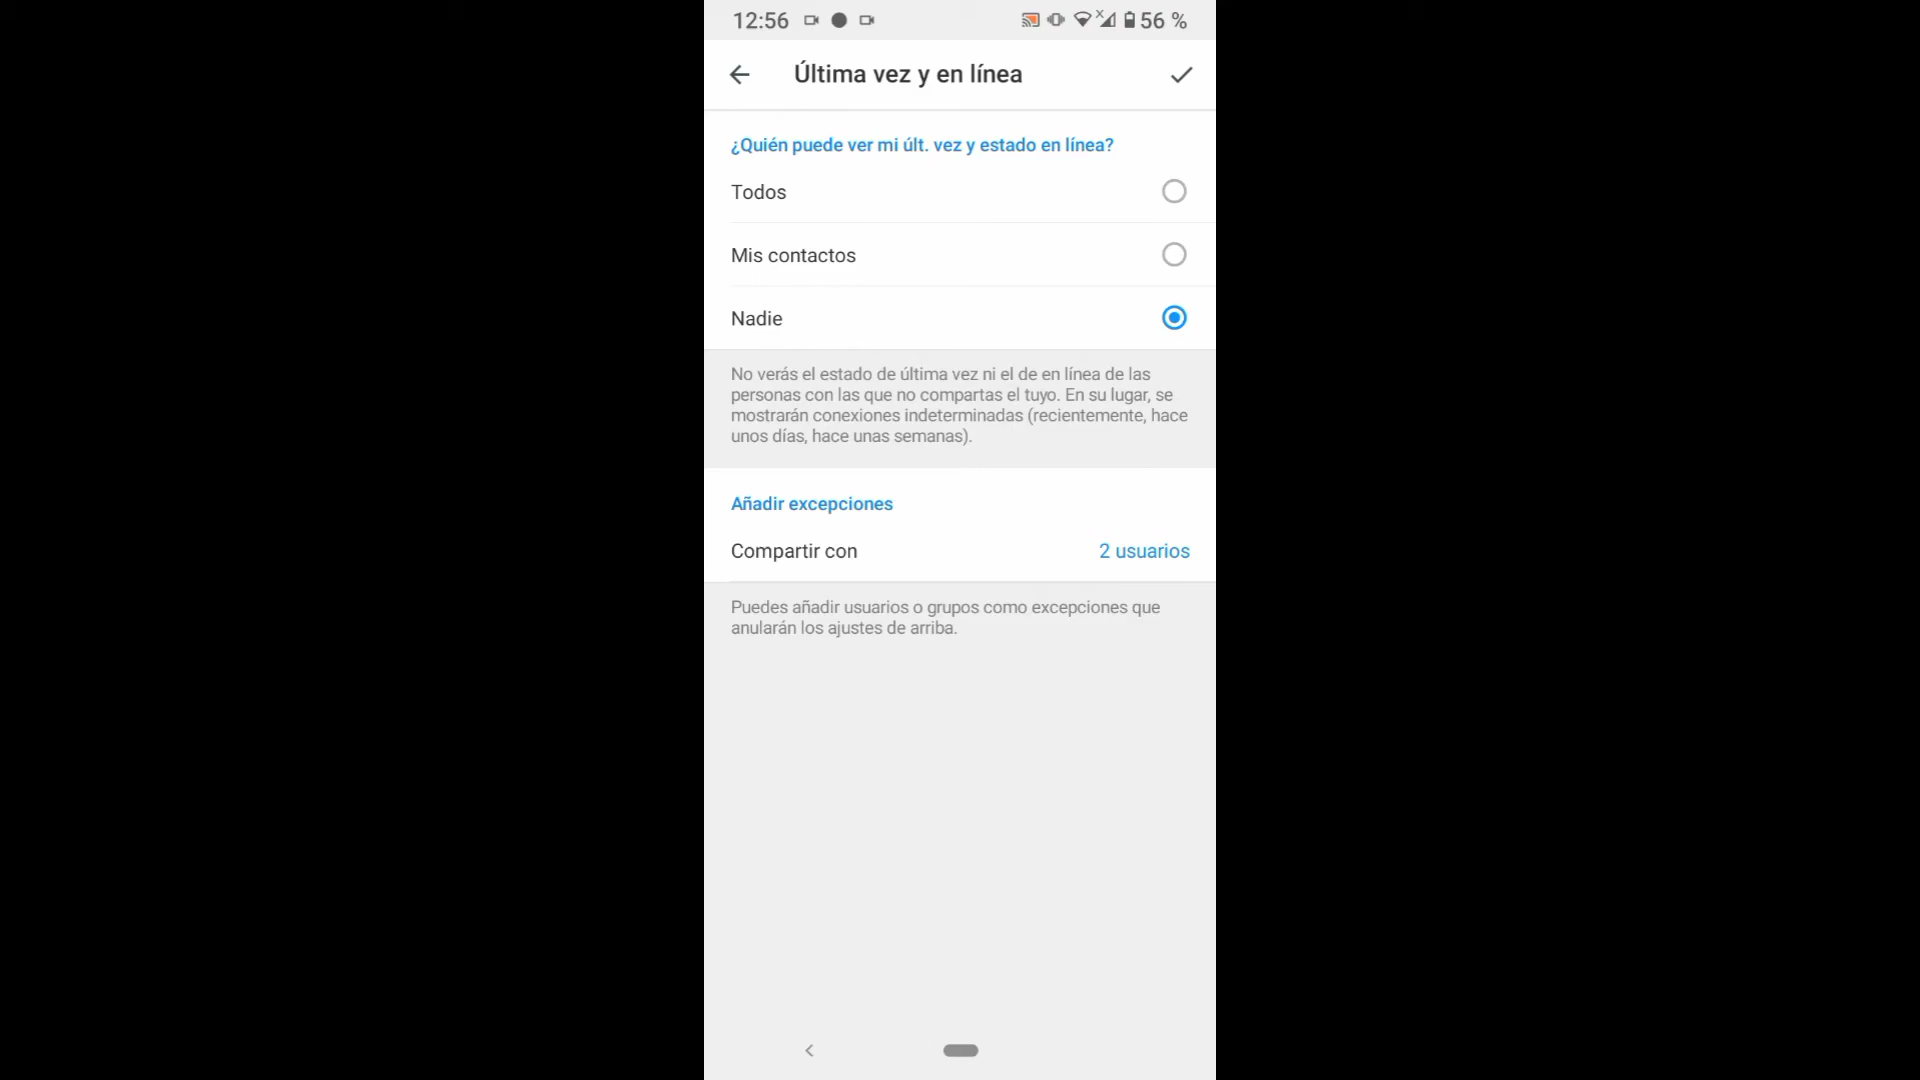 12:56
56 %
Última vez y en línea
¿Quién puede ver mi últ. vez y estado en línea?
Todos
Mis contactos
Nadie
No verás el estado de última vez ni el de en línea de las
personas con las que no compartas el tuyo. En su lugar, se
mostrarán conexiones indeterminadas (recientemente, hace
unos días, hace unas semanas).
Añadir excepciones
Compartir con
2 usuarios
Puedes añadir usuarios o grupos como excepciones que
anularán los ajustes de arriba.